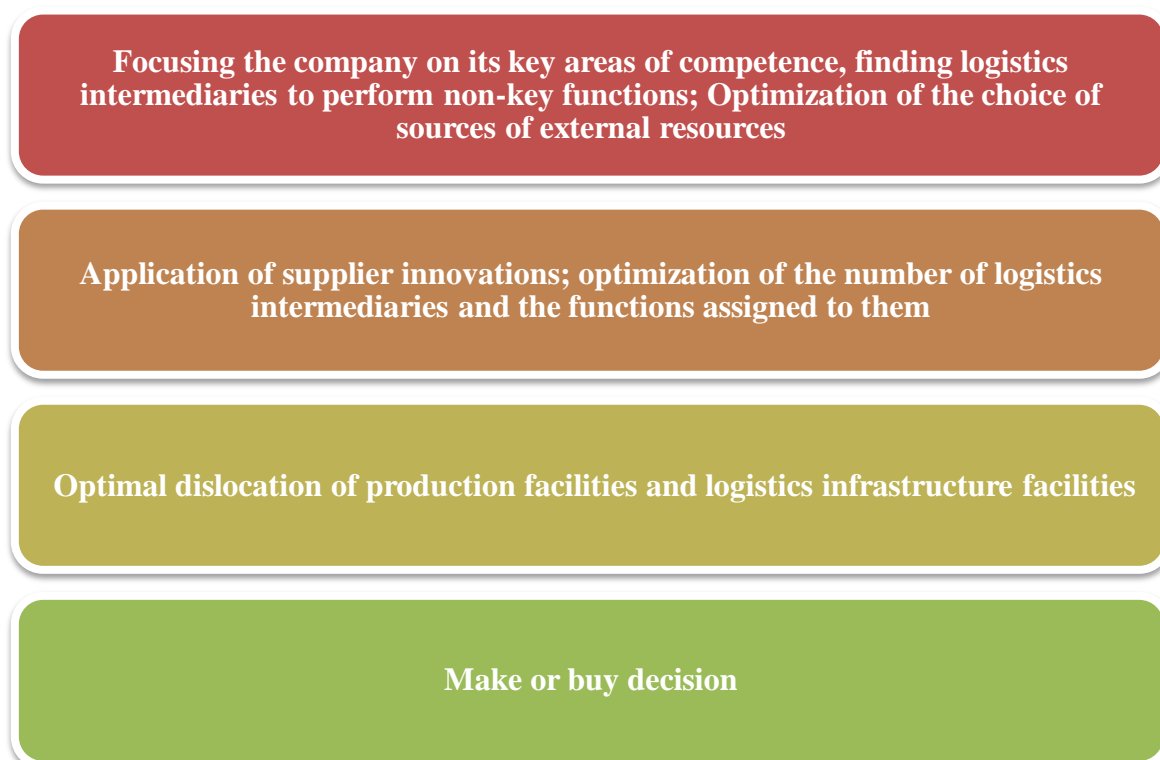 Focusing the company on its key areas of competence, finding logistics
intermediaries to perform non-key functions; Optimization of the choice of
sources of external resources
Application of supplier innovations; optimization of the number of logistics
intermediaries and the functions assigned to them
Optimal dislocation of production facilities and logistics infrastructure facilities
Make or buy decision